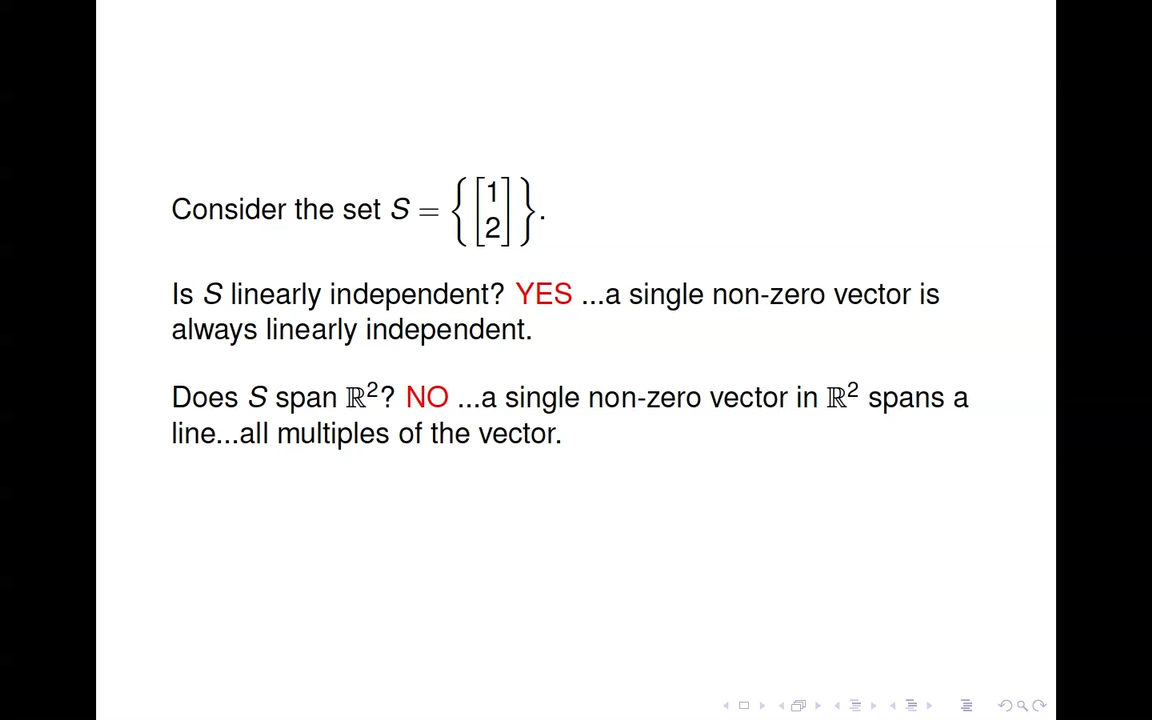 Consider the set S = { [ 1 2 ] }.
Is S linearly independent? YES ...a single non-zero vector is
always linearly independent.
Does S span ℝ²? NO ...a single non-zero vector in ℝ² spans a
line...all multiples of the vector.